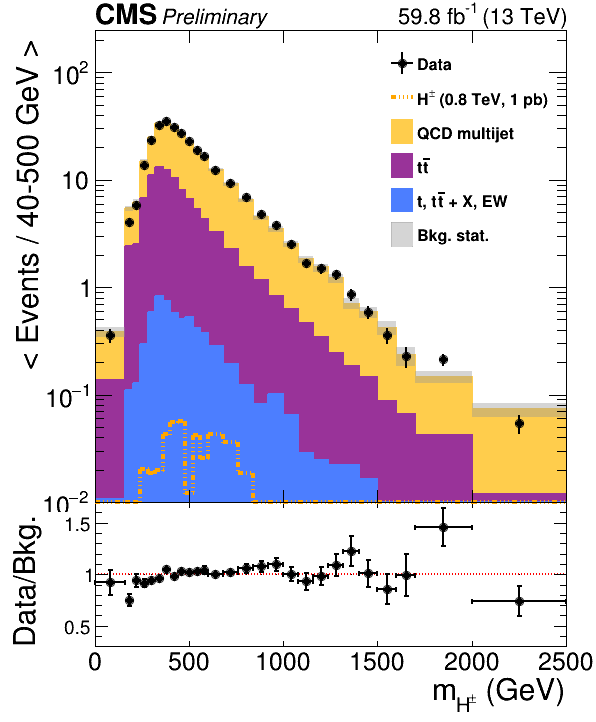 CMS Preliminary 59.8 fb⁻¹ (13 TeV)
< Events / 40-500 GeV >
10²
10
1
10⁻¹
10⁻²
Data
H± (0.8 TeV, 1 pb)
QCD multijet
tt̄
t, tt̄ + X, EW
Bkg. stat.
Data/Bkg.
1.5
1
0.5
0 500 1000 1500 2000 2500
m_H± (GeV)